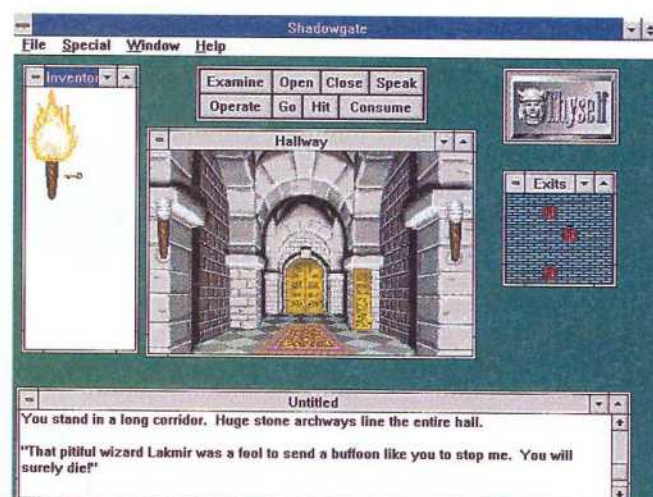 Shadowgate
File Special Window Help
Inventor
Examine Open Close Speak
Operate Go Hit Consume
Thyself
Hallway
Exits
Untitled
You stand in a long corridor. Huge stone archways line the entire hall.
"That pitiful wizard Lakmir was a fool to send a buffoon like you to stop me. You will
surely die!"